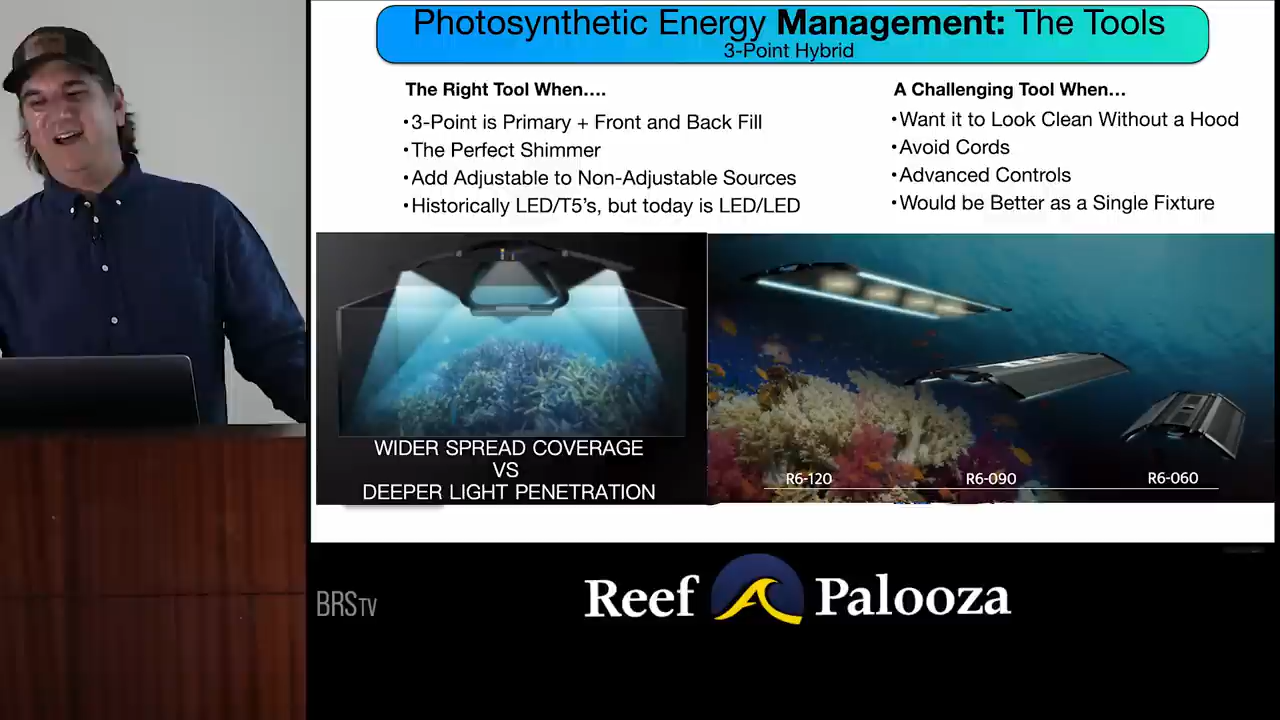 Photosynthetic Energy Management: The Tools
3-Point Hybrid
The Right Tool When....
•3-Point is Primary + Front and Back Fill
•The Perfect Shimmer
•Add Adjustable to Non-Adjustable Sources
•Historically LED/T5's, but today is LED/LED
A Challenging Tool When…
•Want it to Look Clean Without a Hood
•Avoid Cords
•Advanced Controls
•Would be Better as a Single Fixture
WIDER SPREAD COVERAGE
VS
DEEPER LIGHT PENETRATION
R6-120
R6-090
R6-060
BRSTV
Reef Palooza